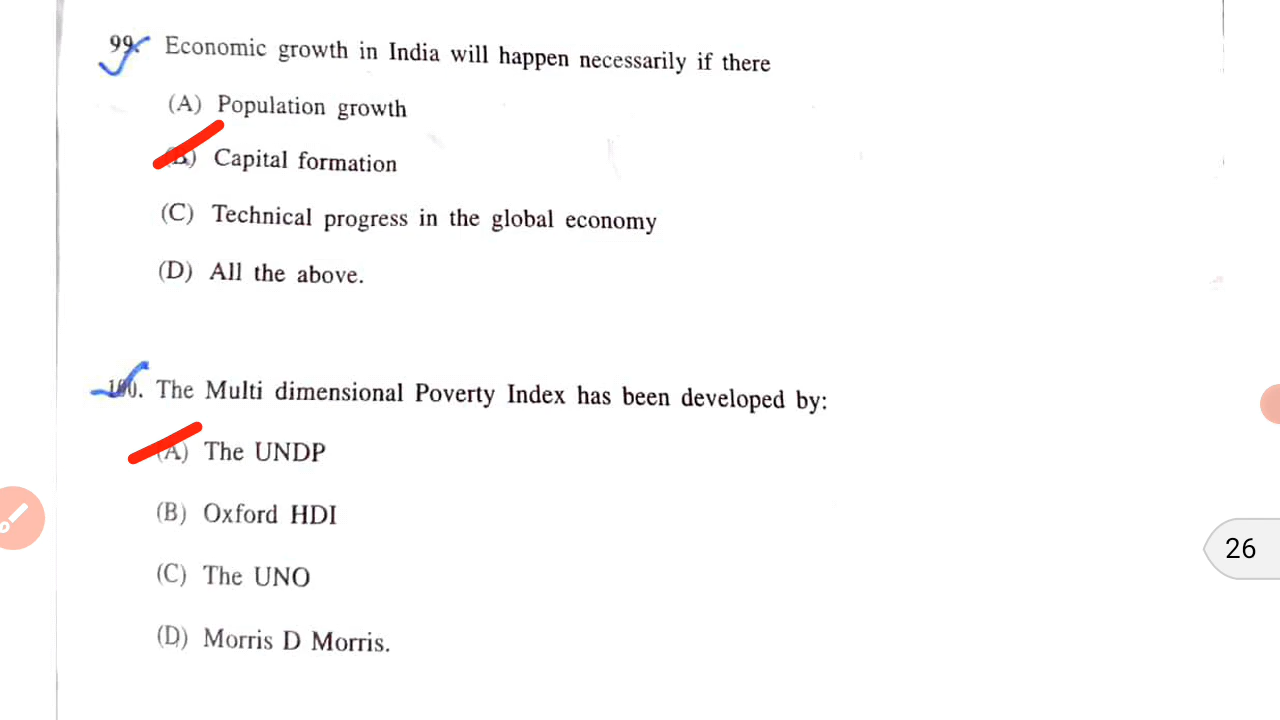 99. Economic growth in India will happen necessarily if there
(A) Population growth
(B) Capital formation
(C) Technical progress in the global economy
(D) All the above.
100. The Multi dimensional Poverty Index has been developed by:
(A) The UNDP
(B) Oxford HDI
(C) The UNO
(D) Morris D Morris.
26